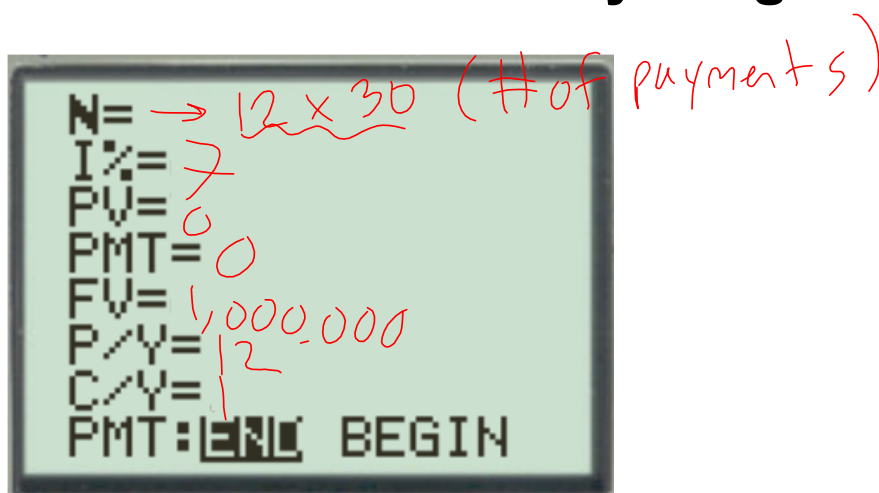 N= → 12 x 30 (# of payments)
I%= 7
PV= 0
PMT= 0
FV= 1,000,000
P/Y= 12
C/Y= 1
PMT:END BEGIN